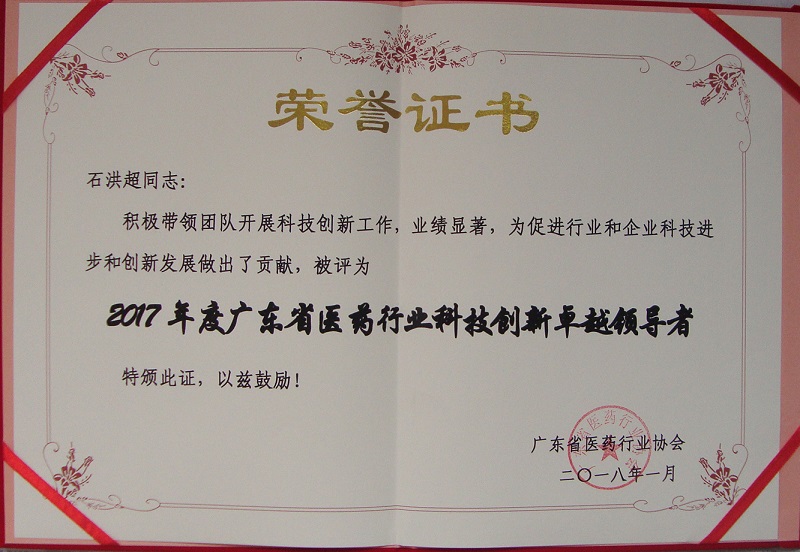 荣誉证书
石洪超同志：
积极带领团队开展科技创新工作，业绩显著，为促进行业和企业科技进
步和创新发展做出了贡献，被评为
2017年度广东省医药行业科技创新卓越领导者
特颁此证，以兹鼓励！
广东省医药行业协会
二〇一八年一月